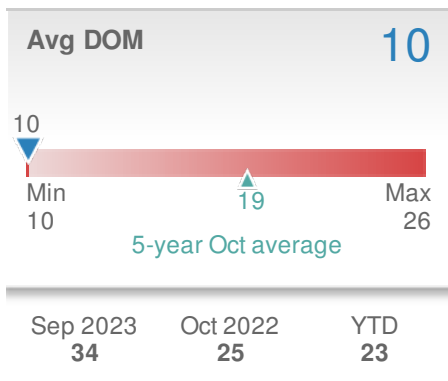 Avg DOM 10
10
Min Max
10 19 26
5-year Oct average
Sep 2023 Oct 2022 YTD
34 25 23